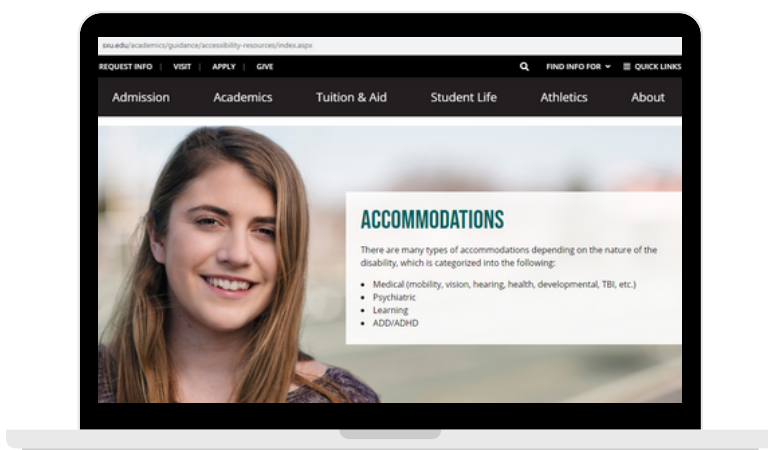 sxu.edu/academics/guidance/accessibility-resources/index.aspx
REQUEST INFO | VISIT | APPLY | GIVE FIND INFO FOR QUICK LINKS
Admission Academics Tuition & Aid Student Life Athletics About
ACCOMMODATIONS
There are many types of accommodations depending on the nature of the
disability, which is categorized into the following:
• Medical (mobility, vision, hearing, health, developmental, TBI, etc.)
• Psychiatric
• Learning
• ADD/ADHD